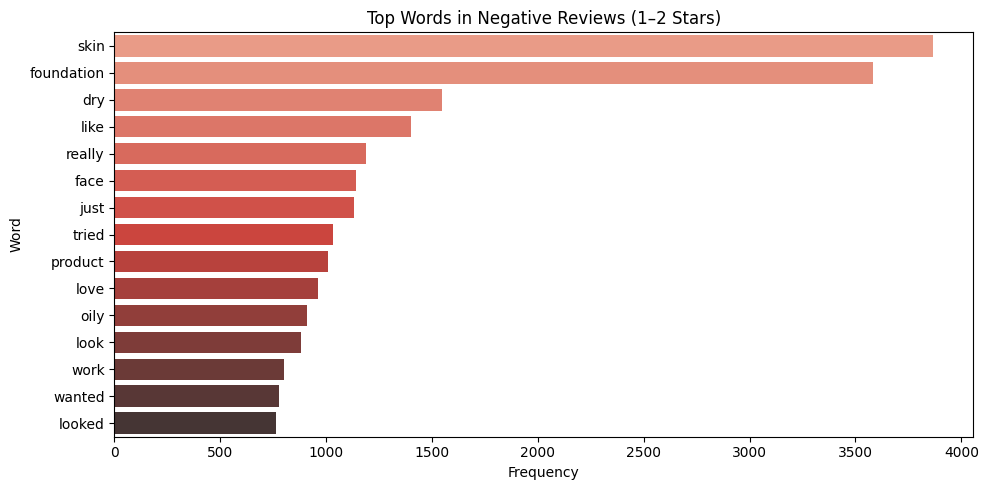 Top Words in Negative Reviews (1–2 Stars)
skin
foundation
dry
like
really
face
just
tried
product
love
oily
look
work
wanted
looked
Word
0 500 1000 1500 2000 2500 3000 3500 4000
Frequency